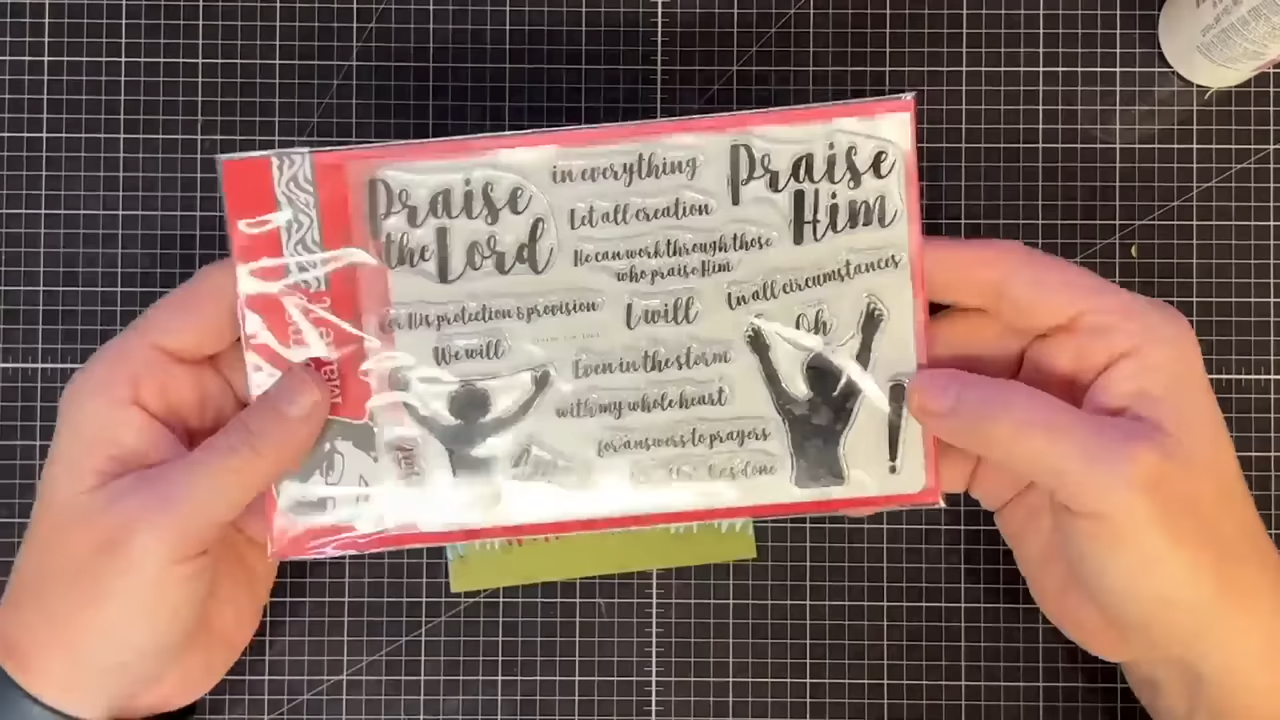 Praise
the Lord
in everything
Let all creation
He can work through those
who praise Him
Praise
Him
for His protection & provision
I will
In all circumstances
Oh
We will
Even in the storm
with my whole heart
for answers to prayers
done
!